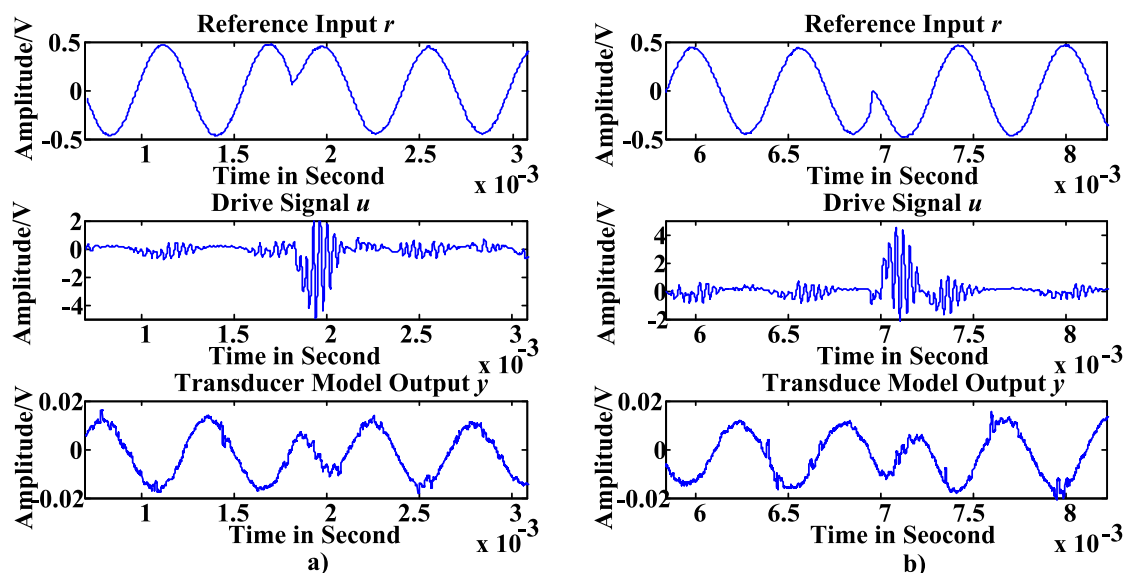 Reference Input r
Amplitude/V
0.5
0
-0.5
1 1.5 2 2.5 3
Time in Second
x 10-3
Drive Signal u
Amplitude/V
2
0
-2
-4
1 1.5 2 2.5 3
Time in Second
x 10-3
Transducer Model Output y
Amplitude/V
0.02
0
-0.02
1 1.5 2 2.5 3
Time in Second
x 10-3
a)
Reference Input r
Amplitude/V
0.5
0
-0.5
6 6.5 7 7.5 8
Time in Second
x 10-3
Drive Signal u
Amplitude/V
4
2
0
-2
6 6.5 7 7.5 8
Time in Second
x 10-3
Transduce Model Output y
Amplitude/V
0.02
0
-0.02
6 6.5 7 7.5 8
Time in Seocond
x 10-3
b)